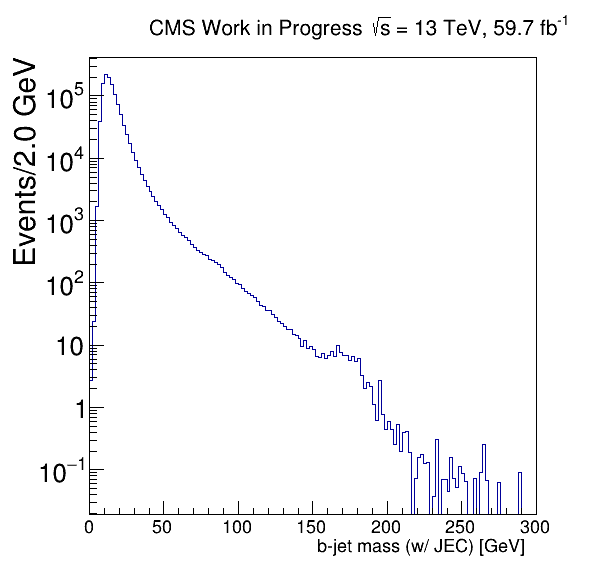 CMS Work in Progress √s = 13 TeV, 59.7 fb⁻¹
Events/2.0 GeV
10⁵
10⁴
10³
10²
10
1
10⁻¹
0 50 100 150 200 250 300
b-jet mass (w/ JEC) [GeV]